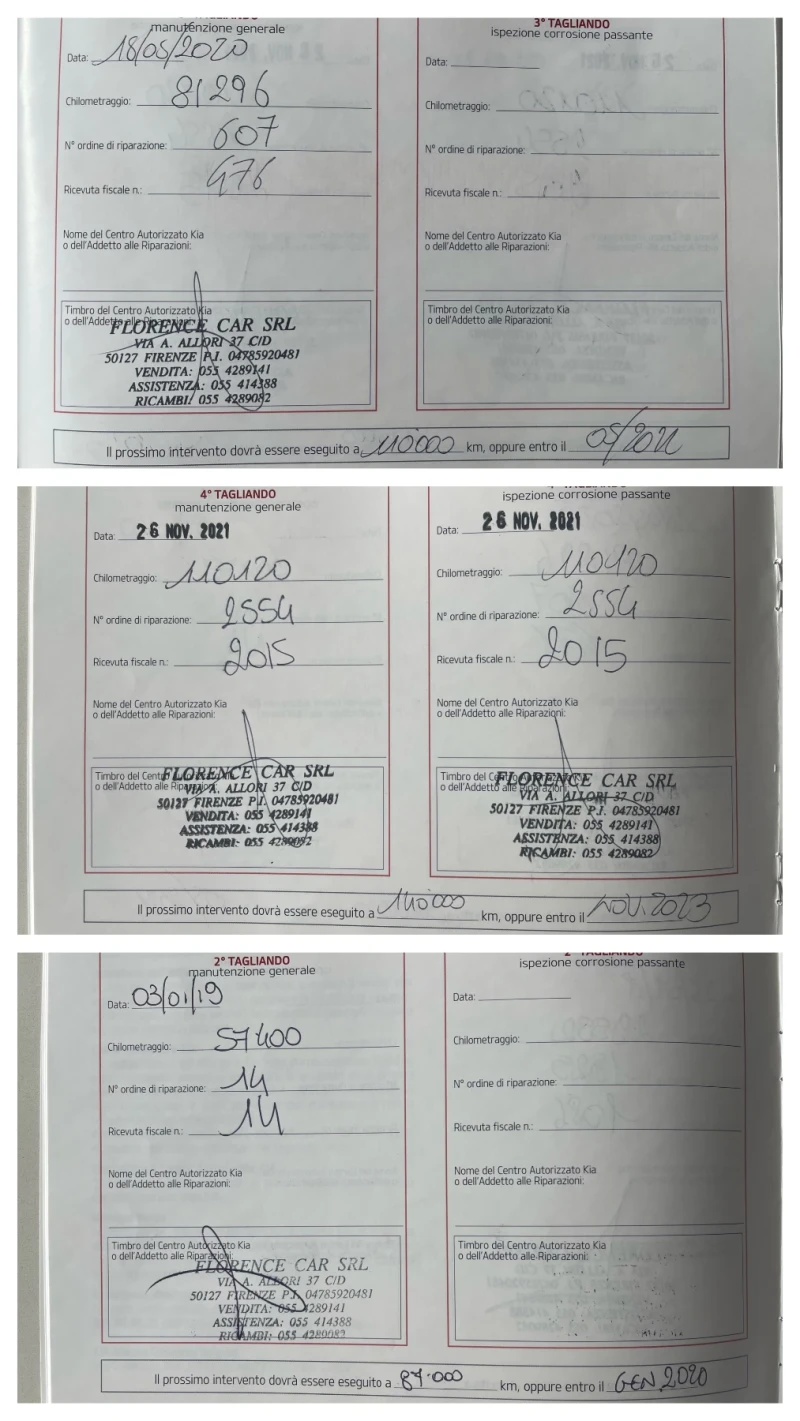 manutenzione generale
Data: 18/05/2020
Chilometraggio: 81296
N° ordine di riparazione: 607
Ricevuta fiscale n.: 476
Nome del Centro Autorizzato Kia
o dell'Addetto alle Riparazioni:
Timbro del Centro Autorizzato Kia
o dell'Addetto alle Riparazioni:
FLORENCE CAR SRL
VIA A. ALLORI 37 C/D
50127 FIRENZE P.I. 04785920481
VENDITA: 055 4289141
ASSISTENZA: 055 414388
RICAMBI: 055 4289082
3° TAGLIANDO
ispezione corrosione passante
Data:
Chilometraggio:
N° ordine di riparazione:
Ricevuta fiscale n.:
Nome del Centro Autorizzato Kia
o dell'Addetto alle Riparazioni:
Timbro del Centro Autorizzato Kia
o dell'Addetto alle Riparazioni:
Il prossimo intervento dovrà essere eseguito a 110000 km, oppure entro il
4° TAGLIANDO
manutenzione generale
Data: 26 NOV. 2021
Chilometraggio: 110120
N° ordine di riparazione: 2554
Ricevuta fiscale n.: 2015
Nome del Centro Autorizzato Kia
o dell'Addetto alle Riparazioni:
Timbro del Centro
o dell'Addetto alle Riparazioni
FLORENCE CAR SRL
VIA A. ALLORI 37 C/D
50127 FIRENZE P.I. 04785920481
VENDITA: 055 4289141
ASSISTENZA: 055 414388
RICAMBI: 055 4289082
ispezione corrosione passante
Data: 26 NOV. 2021
Chilometraggio: 110120
N° ordine di riparazione: 2554
Ricevuta fiscale n.: 2015
Nome del Centro Autorizzato Kia
o dell'Addetto alle Riparazioni:
Timbro del Centro
o dell'Addetto alle Riparazioni
FLORENCE CAR SRL
VIA A. ALLORI 37 C/D
50127 FIRENZE P.I. 04785920481
VENDITA: 055 4289141
ASSISTENZA: 055 414388
RICAMBI: 055 4289082
Il prossimo intervento dovrà essere eseguito a 140000 km, oppure entro il NOV. 2023
2° TAGLIANDO
manutenzione generale
Data: 03/01/19
Chilometraggio: 57400
N° ordine di riparazione: 14
Ricevuta fiscale n.: 14
Nome del Centro Autorizzato Kia
o dell'Addetto alle Riparazioni:
Timbro del Centro Autorizzato Kia
o dell'Addetto alle Riparazioni:
FLORENCE CAR SRL
VIA A. ALLORI 37 C/D
50127 FIRENZE P.I. 04785920481
VENDITA: 055 4289141
ASSISTENZA: 055 414388
RICAMBI: 055 4289082
ispezione corrosione passante
Data:
Chilometraggio:
N° ordine di riparazione:
Ricevuta fiscale n.:
Nome del Centro Autorizzato Kia
o dell'Addetto alle Riparazioni:
Timbro del Centro Autorizzato Kia
o dell'Addetto alle Riparazioni:
Il prossimo intervento dovrà essere eseguito a 87.000 km, oppure entro il GEN. 2020